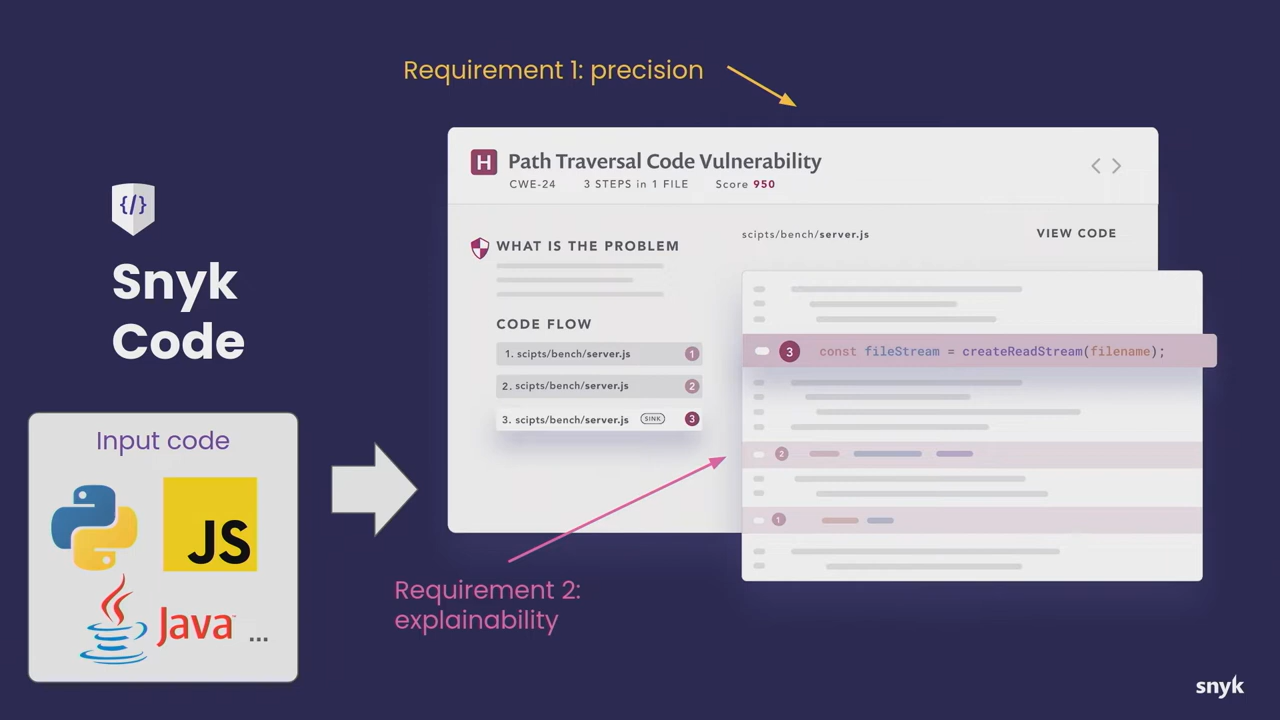 Requirement 1: precision
H Path Traversal Code Vulnerability
CWE-24 3 STEPS in 1 FILE Score 950
{/}
Snyk
Code
WHAT IS THE PROBLEM
CODE FLOW
1. scipts/bench/server.js 1
2. scipts/bench/server.js 2
3. scipts/bench/server.js SINK 3
scipts/bench/server.js VIEW CODE
3 const fileStream = createReadStream(filename);
2
1
Input code
JS
Java™ ...
Requirement 2:
explainability
snyk